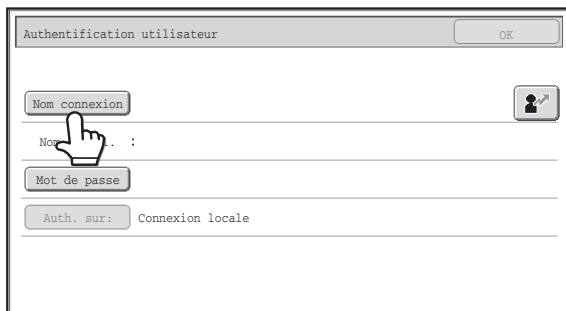 Authentification utilisateur OK
Nom connexion
:
Mot de passe
Auth. sur: Connexion locale